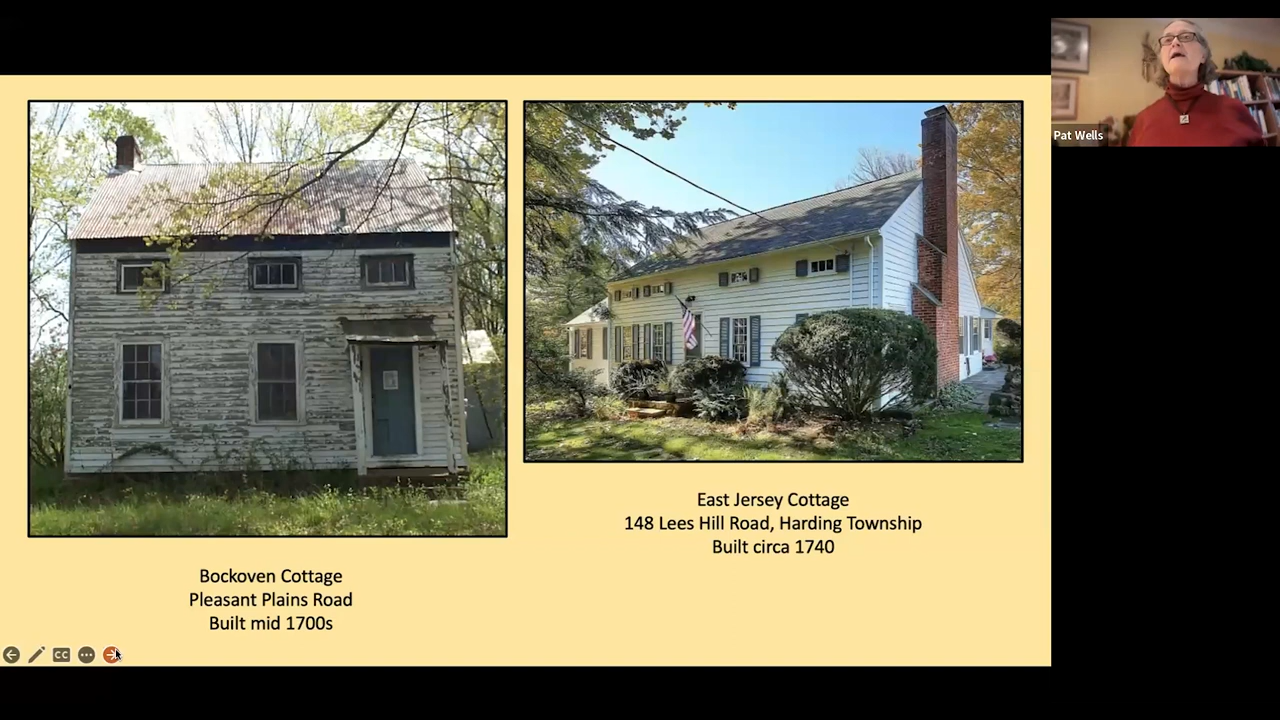 Pat Wells
East Jersey Cottage
148 Lees Hill Road, Harding Township
Built circa 1740
Bockoven Cottage
Pleasant Plains Road
Built mid 1700s
CC